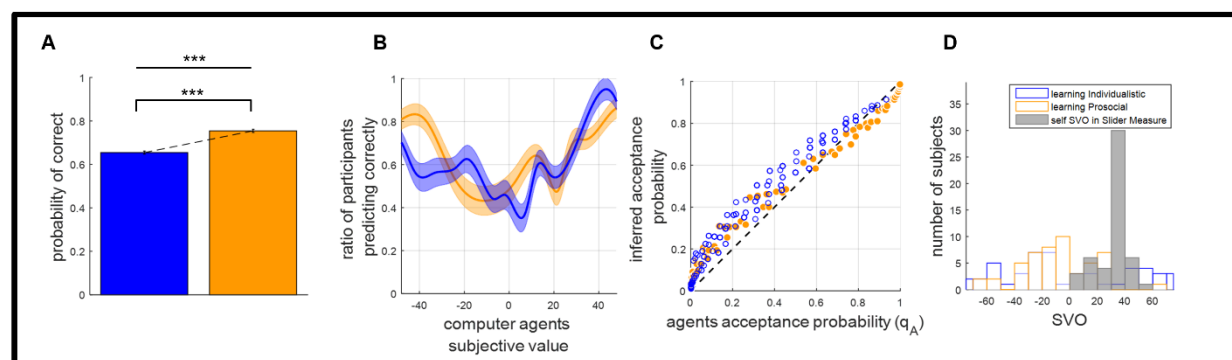 A
***
***
probability of correct
1
0.8
0.6
0.4
0.2
0
B
ratio of participants
predicting correctly
1.0
0.8
0.6
0.4
0.2
0
-40
-20
0
20
40
computer agents
subjective value
C
inferred acceptance
probability
1.0
0.8
0.6
0.4
0.2
0
0
0.2
0.4
0.6
0.8
1
agents acceptance probability (qA)
D
learning Individualistic
learning Prosocial
self SVO in Slider Measure
number of subjects
35
30
25
20
15
10
5
0
-60
-40
-20
0
20
40
60
SVO